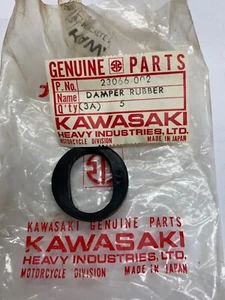 GENUINE PARTS
P.No. 23066-002
Name DAMPER RUBBER
Q'ty (3A) 5
KAWASAKI
HEAVY INDUSTRIES, LTD.
MOTORCYCLE DIVISION MADE IN JAPAN
KAWASAKI GENUINE PARTS
KAWASAKI
HEAVY INDUSTRIES, LTD.
MOTORCYCLE DIVISION MADE IN JAPAN